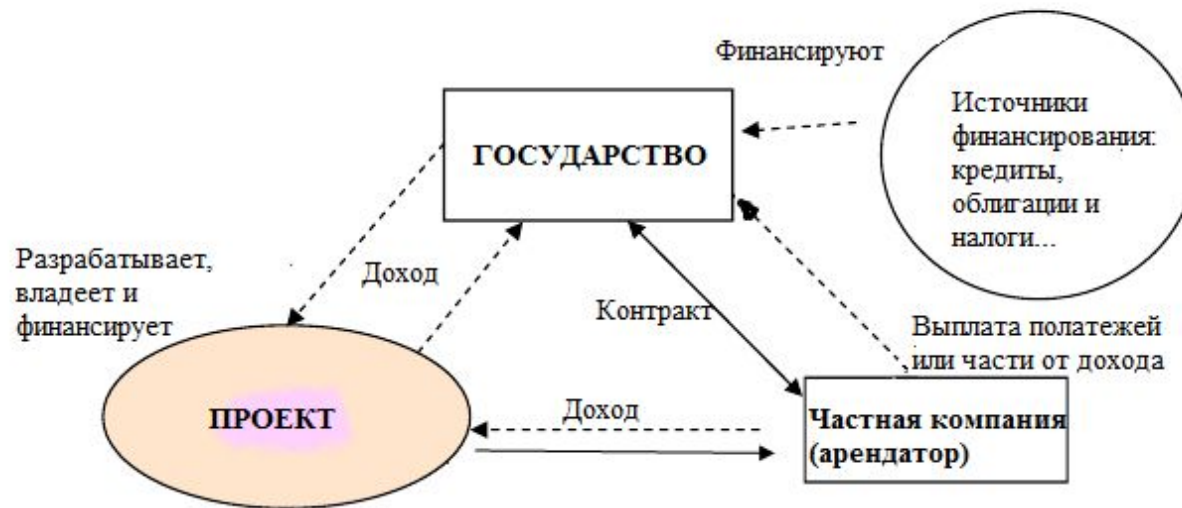 Финансируют
Источники
финансирования:
кредиты,
облигации и
налоги...
ГОСУДАРСТВО
Разрабатывает,
владеет и
финансирует
Доход
Контракт
Выплата полатежей
или части от дохода
ПРОЕКТ
Доход
Частная компания
(арендатор)